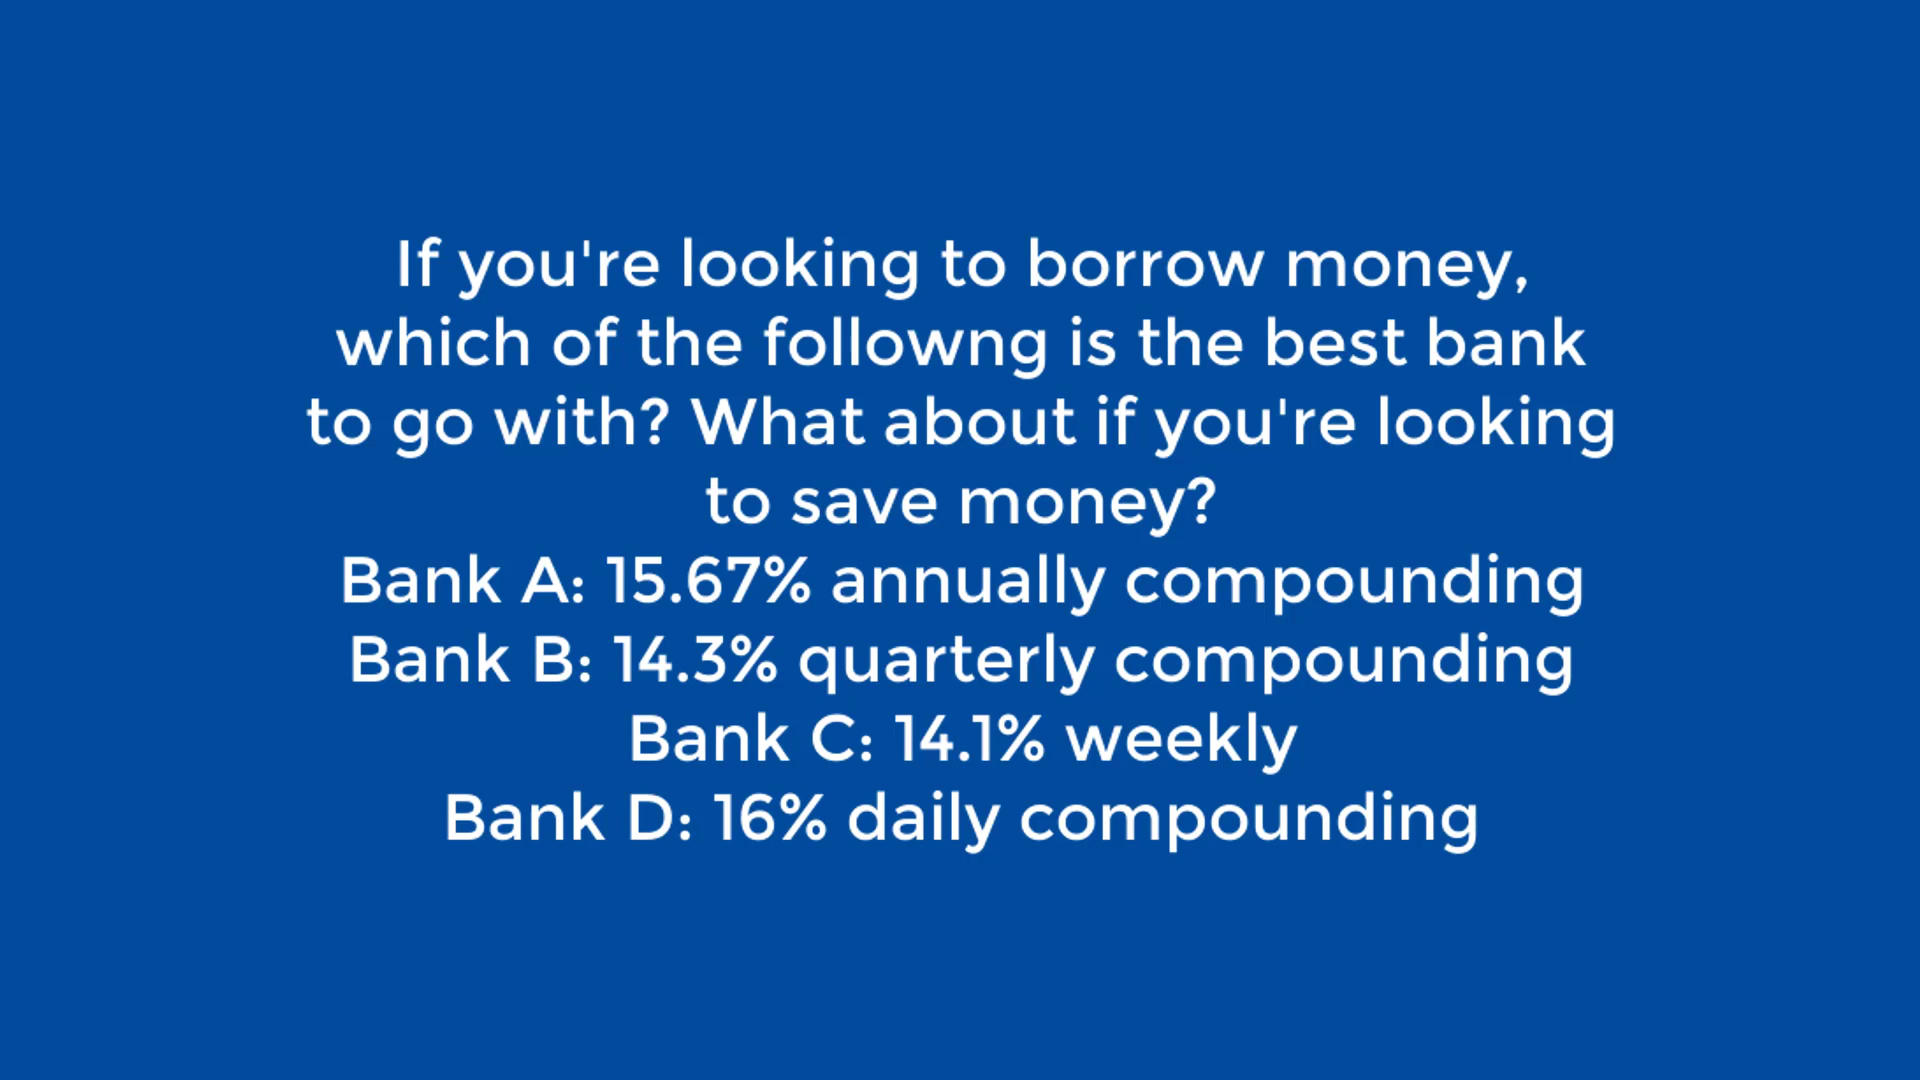 If you're looking to borrow money,
which of the followng is the best bank
to go with? What about if you're looking
to save money?
Bank A: 15.67% annually compounding
Bank B: 14.3% quarterly compounding
Bank C: 14.1% weekly
Bank D: 16% daily compounding